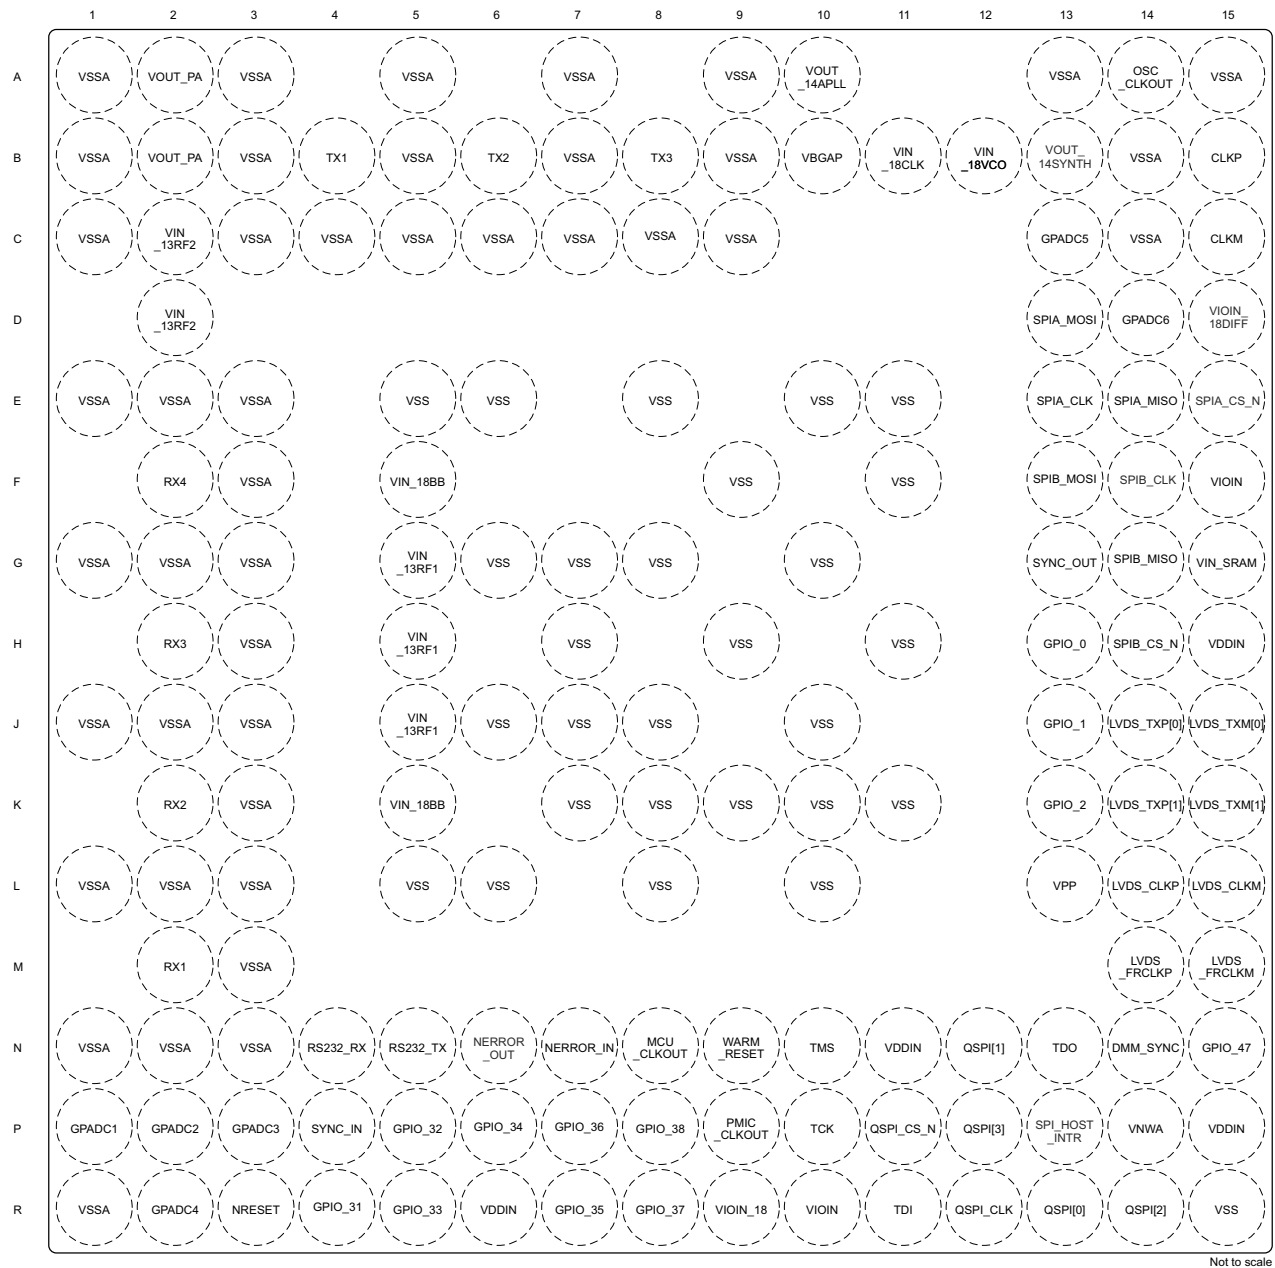 1 2 3 4 5 6 7 8 9 10 11 12 13 14 15
A VSSA VOUT_PA VSSA VSSA VSSA VSSA VOUT _14APLL VSSA OSC _CLKOUT VSSA
B VSSA VOUT_PA VSSA TX1 VSSA TX2 VSSA TX3 VSSA VBGAP VIN _18CLK VIN _18VCO VOUT_ 14SYNTH VSSA CLKP
C VSSA VIN _13RF2 VSSA VSSA VSSA VSSA VSSA VSSA VSSA GPADC5 VSSA CLKM
D VIN _13RF2 SPIA_MOSI GPADC6 VIOIN_ 18DIFF
E VSSA VSSA VSSA VSS VSS VSS VSS VSS SPIA_CLK SPIA_MISO SPIA_CS_N
F RX4 VSSA VIN_18BB VSS VSS SPIB_MOSI SPIB_CLK VIOIN
G VSSA VSSA VSSA VIN _13RF1 VSS VSS VSS VSS SYNC_OUT SPIB_MISO VIN_SRAM
H RX3 VSSA VIN _13RF1 VSS VSS VSS GPIO_0 SPIB_CS_N VDDIN
J VSSA VSSA VSSA VIN _13RF1 VSS VSS VSS VSS GPIO_1 LVDS_TXP[0] LVDS_TXM[0]
K RX2 VSSA VIN_18BB VSS VSS VSS VSS VSS GPIO_2 LVDS_TXP[1] LVDS_TXM[1]
L VSSA VSSA VSSA VSS VSS VSS VSS VPP LVDS_CLKP LVDS_CLKM
M RX1 VSSA LVDS _FRCLKP LVDS _FRCLKM
N VSSA VSSA VSSA RS232_RX RS232_TX NERROR _OUT NERROR_IN MCU _CLKOUT WARM _RESET TMS VDDIN QSPI[1] TDO DMM_SYNC GPIO_47
P GPADC1 GPADC2 GPADC3 SYNC_IN GPIO_32 GPIO_34 GPIO_36 GPIO_38 PMIC _CLKOUT TCK QSPI_CS_N QSPI[3] SPI_HOST _INTR VNWA VDDIN
R VSSA GPADC4 NRESET GPIO_31 GPIO_33 VDDIN GPIO_35 GPIO_37 VIOIN_18 VIOIN TDI QSPI_CLK QSPI[0] QSPI[2] VSS
Not to scale